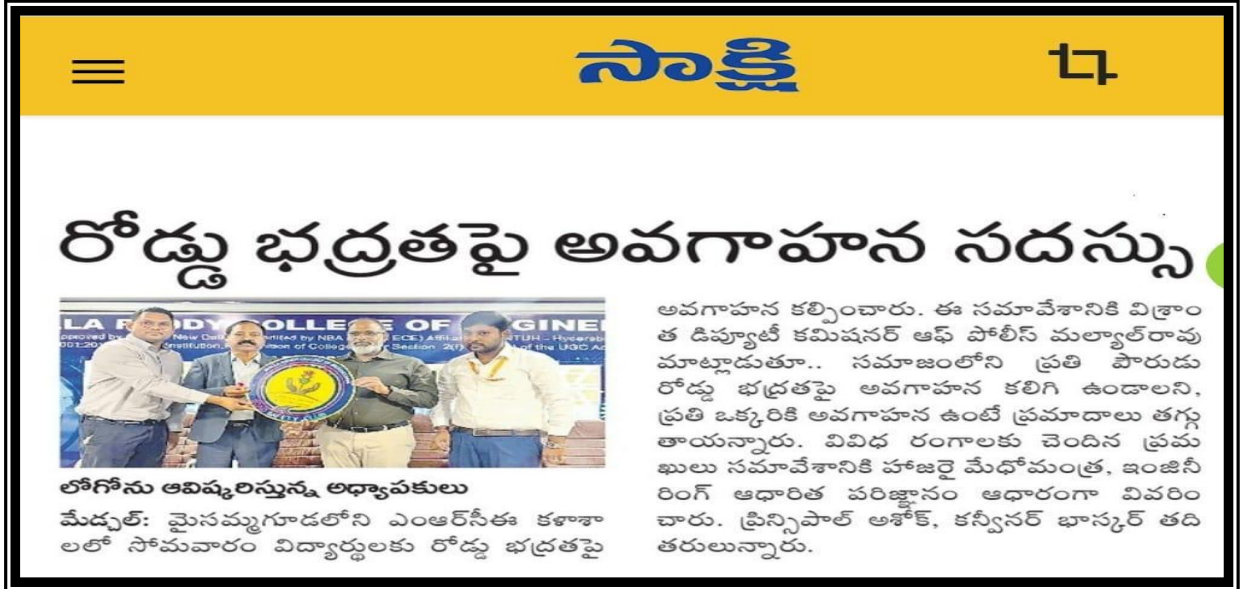 సాక్షి
రోడ్డు భద్రతపై అవగాహన సదస్సు
లోగోను ఆవిష్కరిస్తున్న అధ్యాపకులు
మేడ్చల్: మైసమ్మగూడలోని ఎంఆర్‌సీఈ కళాశా
లలో సోమవారం విద్యార్థులకు రోడ్డు భద్రతపై
అవగాహన కల్పించారు. ఈ సమావేశానికి విశ్రాం
త డిప్యూటీ కమిషనర్ ఆఫ్ పోలీస్ మల్యాల్‌రావు
మాట్లాడుతూ.. సమాజంలోని ప్రతి పౌరుడు
రోడ్డు భద్రతపై అవగాహన కలిగి ఉండాలని,
ప్రతి ఒక్కరికి అవగాహన ఉంటే ప్రమాదాలు తగ్గు
తాయన్నారు. వివిధ రంగాలకు చెందిన ప్రమ
ఖులు సమావేశానికి హాజరై మేధోమంత్ర, ఇంజినీ
రింగ్ ఆధారిత పరిజ్ఞానం ఆధారంగా వివరిం
చారు. ప్రిన్సిపాల్ అశోక్, కన్వీనర్ భాస్కర్ తది
తరులున్నారు.